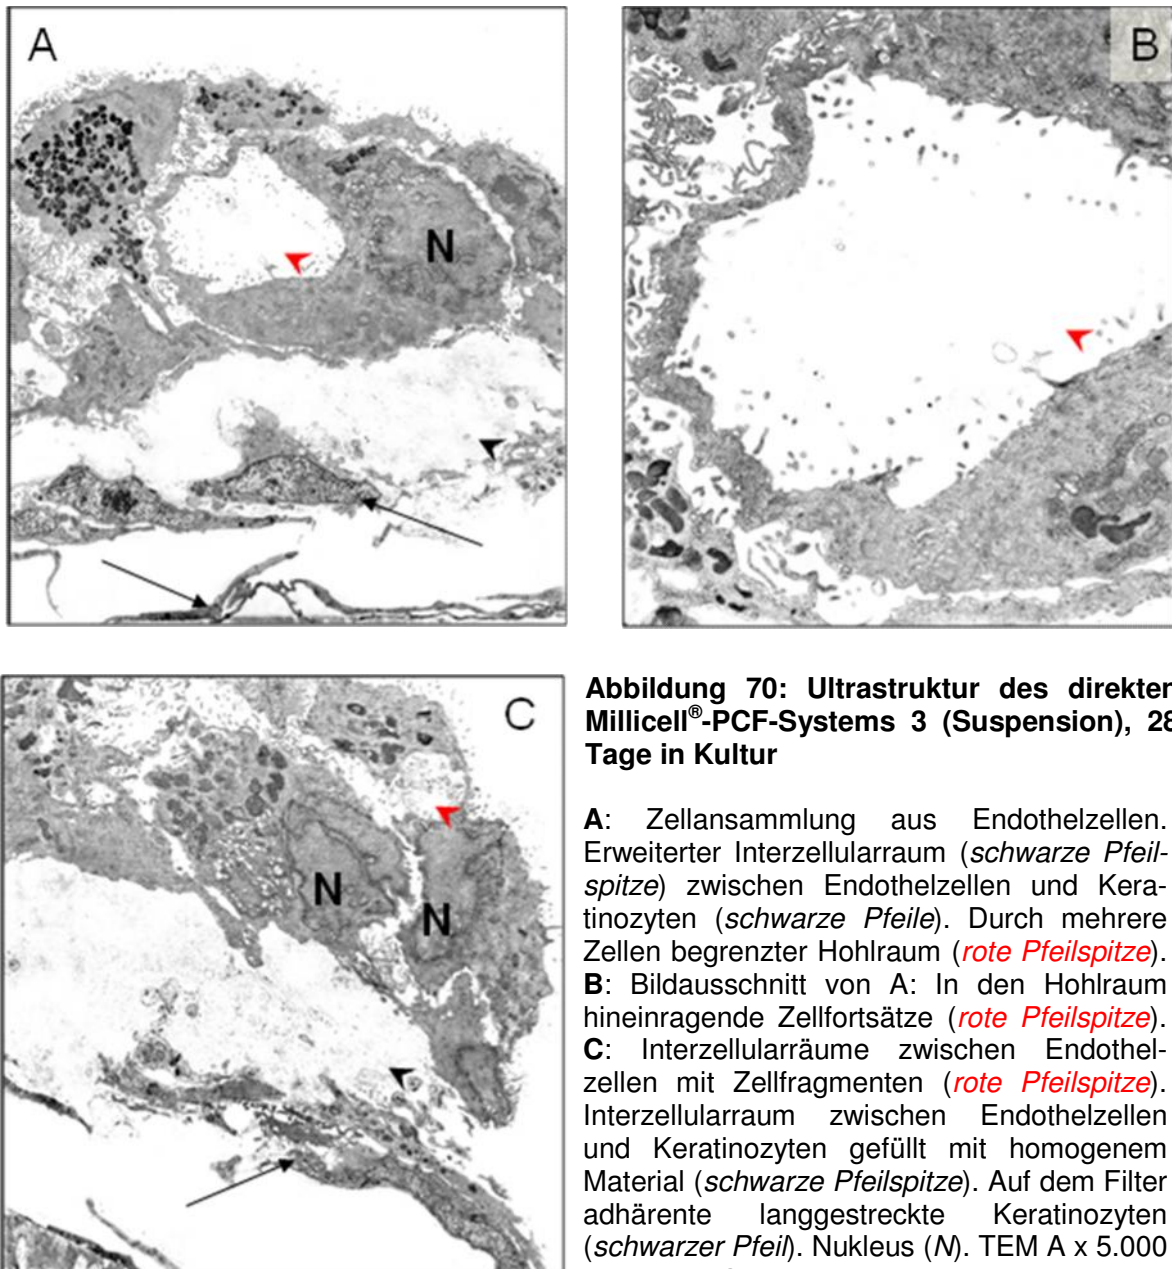 A
B
N
C
N
N
Abbildung 70: Ultrastruktur des direkten
Millicell®-PCF-Systems 3 (Suspension), 28
Tage in Kultur
A: Zellansammlung aus Endothelzellen.
Erweiterter Interzellularraum (schwarze Pfeil-
spitze) zwischen Endothelzellen und Kera-
tinozyten (schwarze Pfeile). Durch mehrere
Zellen begrenzter Hohlraum (rote Pfeilspitze).
B: Bildausschnitt von A: In den Hohlraum
hineinragende Zellfortsätze (rote Pfeilspitze).
C: Interzellularräume zwischen Endothel-
zellen mit Zellfragmenten (rote Pfeilspitze).
Interzellularraum zwischen Endothelzellen
und Keratinozyten gefüllt mit homogenem
Material (schwarze Pfeilspitze). Auf dem Filter
adhärente langgestreckte Keratinozyten
(schwarzer Pfeil). Nukleus (N). TEM A x 5.000